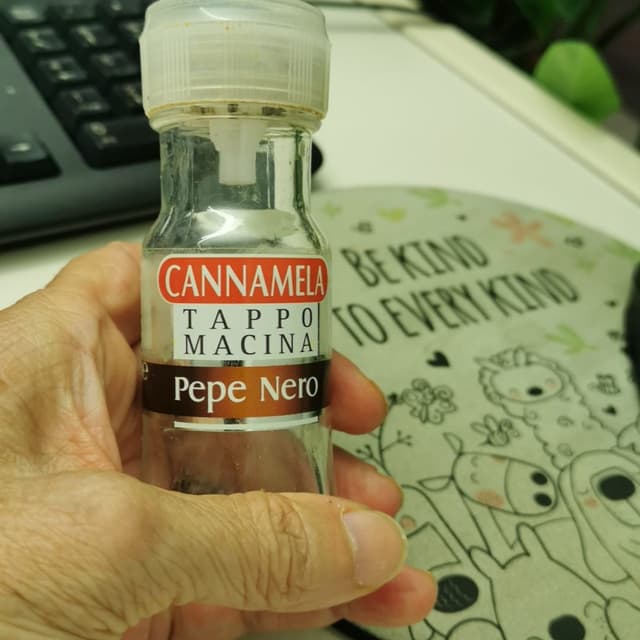 CANNAMELA
TAPPO
MACINA
Pepe Nero
BE KIND
TO EVERY KIND